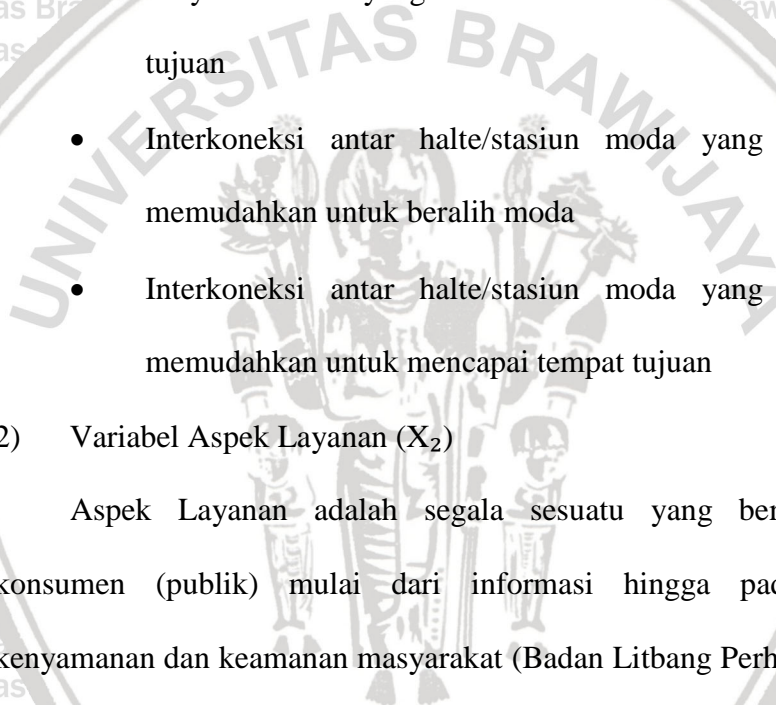 tujuan
UNIVERSITAS BRAWIJAYA
• Interkoneksi antar halte/stasiun moda yang
memudahkan untuk beralih moda
• Interkoneksi antar halte/stasiun moda yang
memudahkan untuk mencapai tempat tujuan
2) Variabel Aspek Layanan (X₂)
Aspek Layanan adalah segala sesuatu yang
konsumen (publik) mulai dari informasi hingga
kenyamanan dan keamanan masyarakat (Badan Litbang